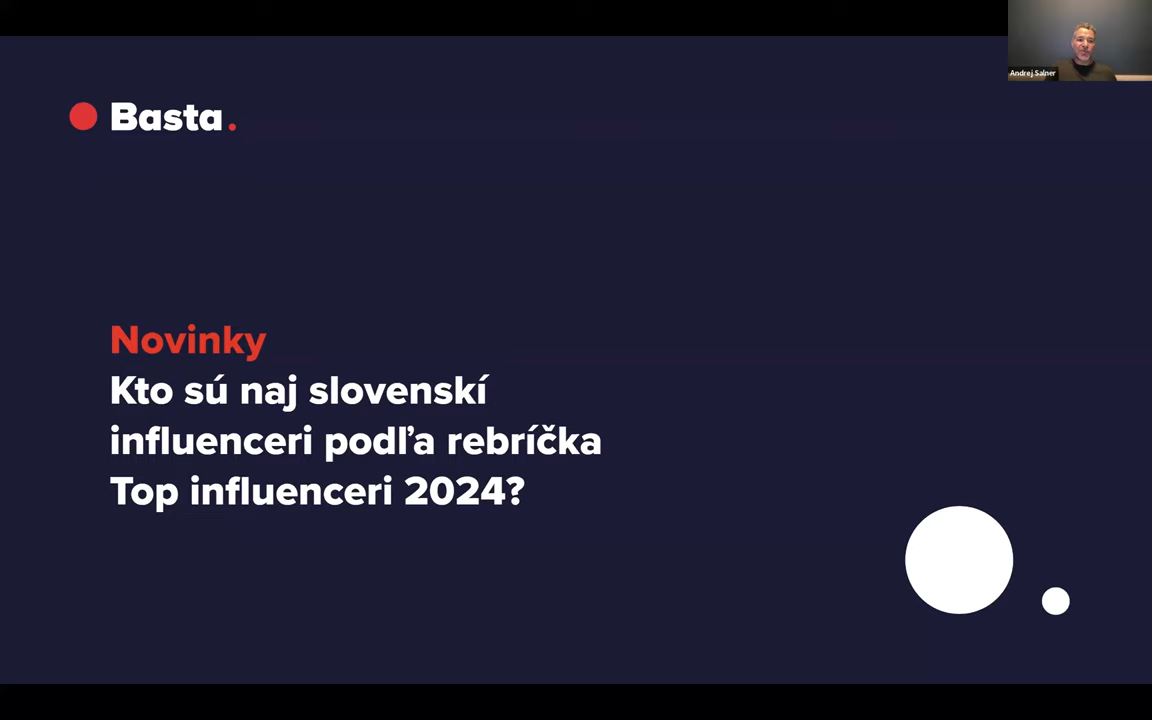 Andrej Salner
Basta.
Novinky
Kto sú naj slovenskí
influenceri podľa rebríčka
Top influenceri 2024?